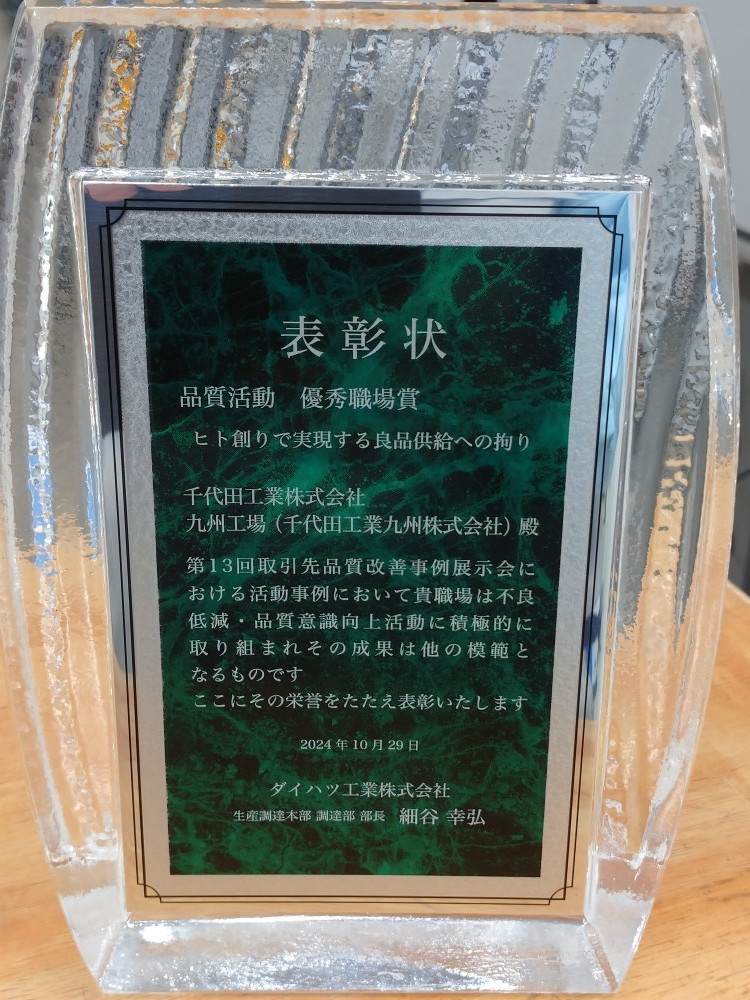 表彰状
品質活動　優秀職場賞
ヒト創りで実現する良品供給への拘り
千代田工業株式会社
九州工場（千代田工業九州株式会社）殿
第13回取引先品質改善事例展示会に
おける活動事例において貴職場は不良
低減・品質意識向上活動に積極的に
取り組まれその成果は他の模範と
なるものです
ここにその栄誉をたたえ表彰いたします
2024年10月29日
ダイハツ工業株式会社
生産調達本部 調達部 部長　細谷 幸弘